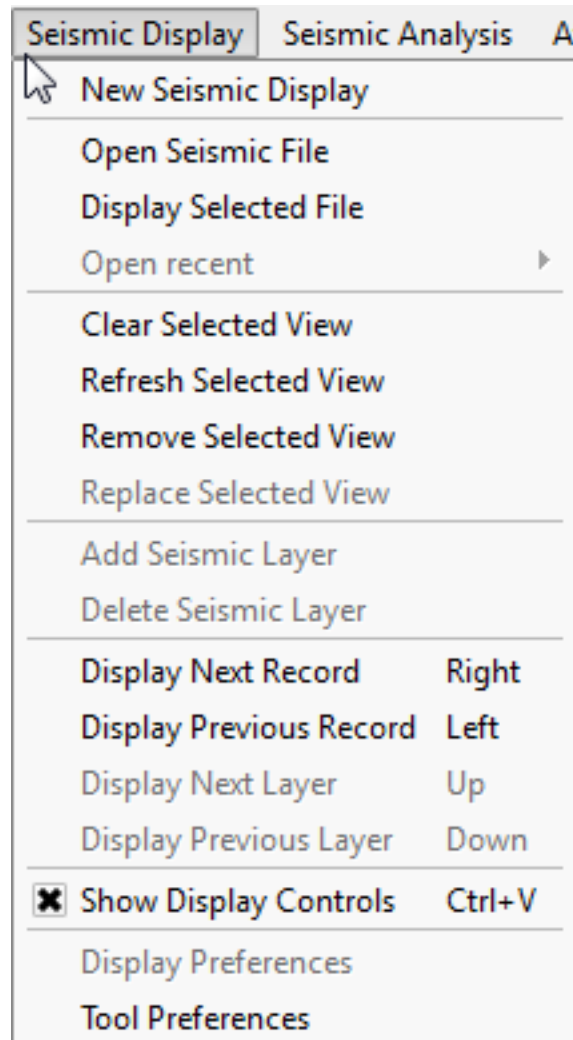 Seismic Display Seismic Analysis A
New Seismic Display
Open Seismic File
Display Selected File
Open recent
Clear Selected View
Refresh Selected View
Remove Selected View
Replace Selected View
Add Seismic Layer
Delete Seismic Layer
Display Next Record Right
Display Previous Record Left
Display Next Layer Up
Display Previous Layer Down
Show Display Controls Ctrl+V
Display Preferences
Tool Preferences